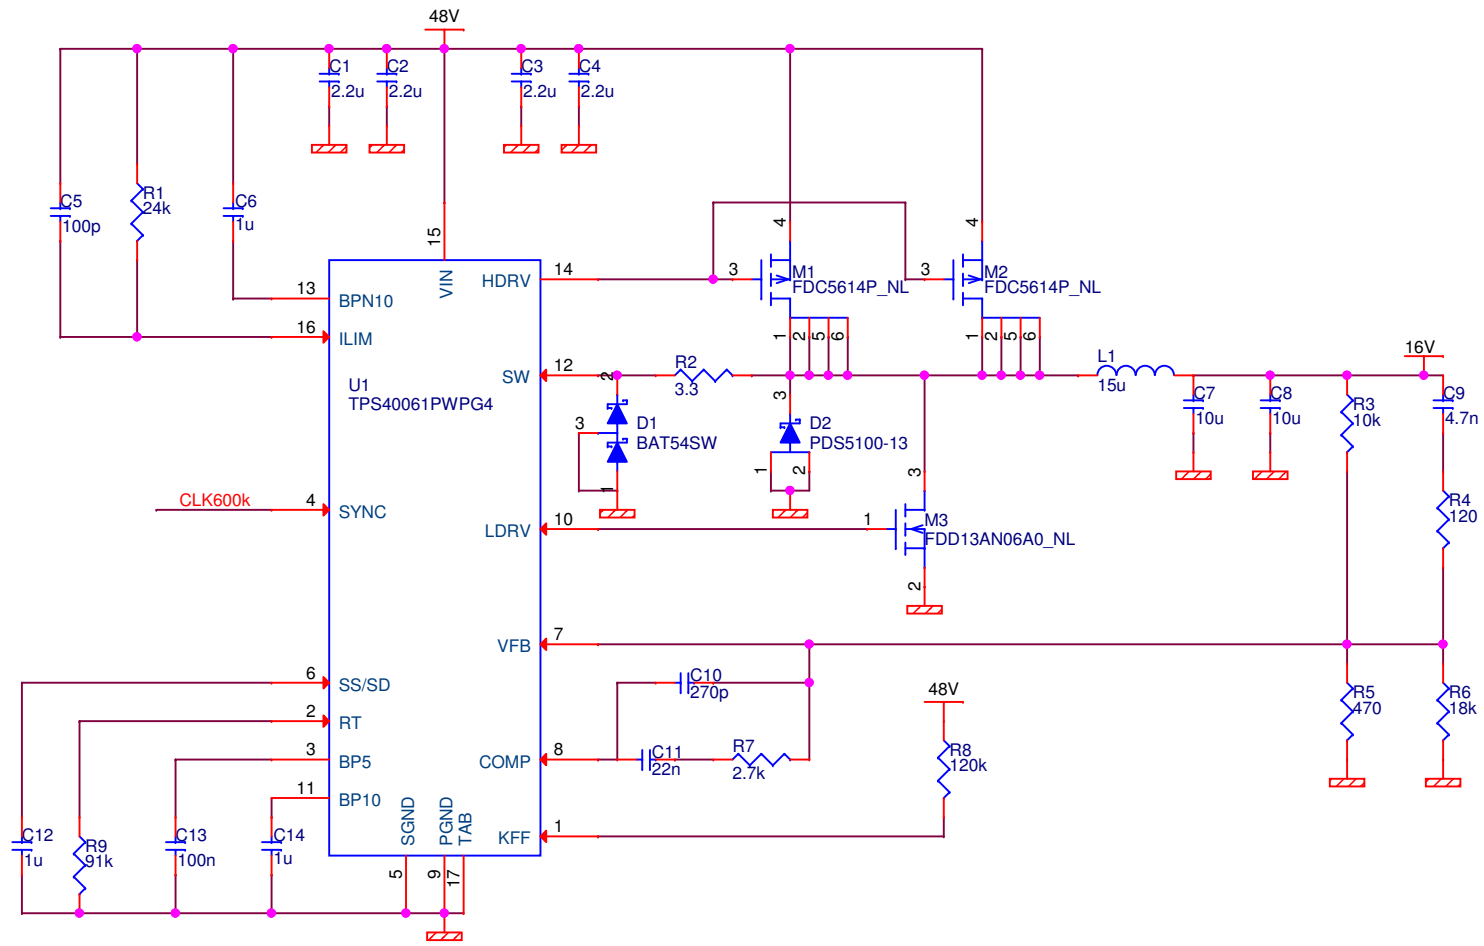 48V
C1
2.2u
C2
2.2u
C3
2.2u
C4
2.2u
C5
100p
R1
24k
C6
1u
15
VIN
13
BPN10
16
ILIM
U1
TPS40061PWPG4
HDRV
14
3
4
M1
FDC5614P_NL
1
2
5
6
3
4
M2
FDC5614P_NL
1
2
5
6
SW
12
R2
3.3
2
3
D1
BAT54SW
1
3
D2
PDS5100-13
1
2
L1
15u
16V
C7
10u
C8
10u
R3
10k
C9
4.7n
R4
120
CLK600k
4
SYNC
LDRV
10
1
3
M3
FDD13AN06A0_NL
2
VFB
7
6
SS/SD
2
RT
3
BP5
11
BP10
C10
270p
COMP
8
C11
22n
R7
2.7k
48V
R8
120k
KFF
1
R5
470
R6
18k
C12
1u
R9
91k
C13
100n
C14
1u
SGND
PGND
TAB
5
9
17